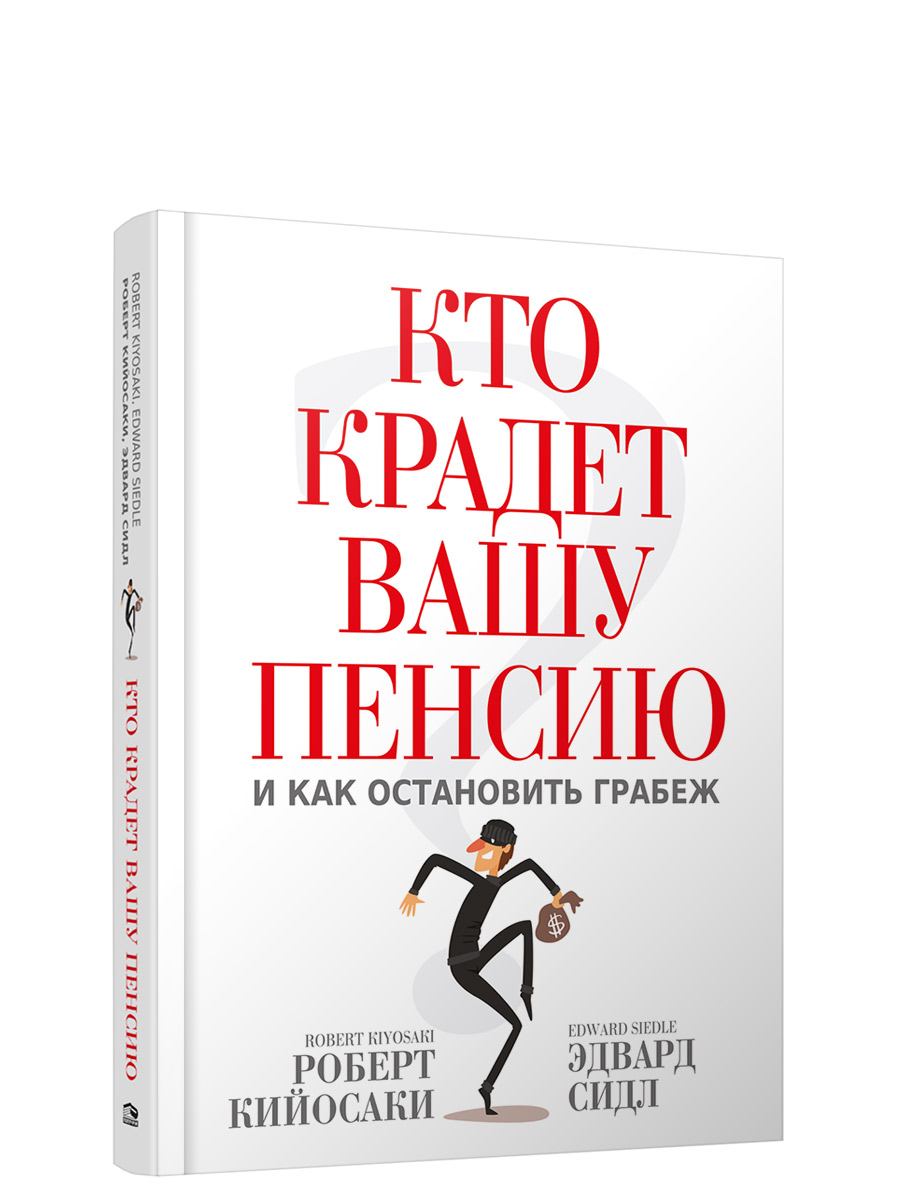 КТО
КРАДЕТ
ВАШУ
ПЕНСИЮ
И КАК ОСТАНОВИТЬ ГРАБЕЖ
$
ROBERT KIYOSAKI
РОБЕРТ
КИЙОСАКИ
EDWARD SIEDLE
ЭДВАРД
СИДЛ
ROBERT KIYOSAKI, EDWARD SIEDLE
РОБЕРТ КИЙОСАКИ, ЭДВАРД СИДЛ
КТО КРАДЕТ ВАШУ ПЕНСИЮ